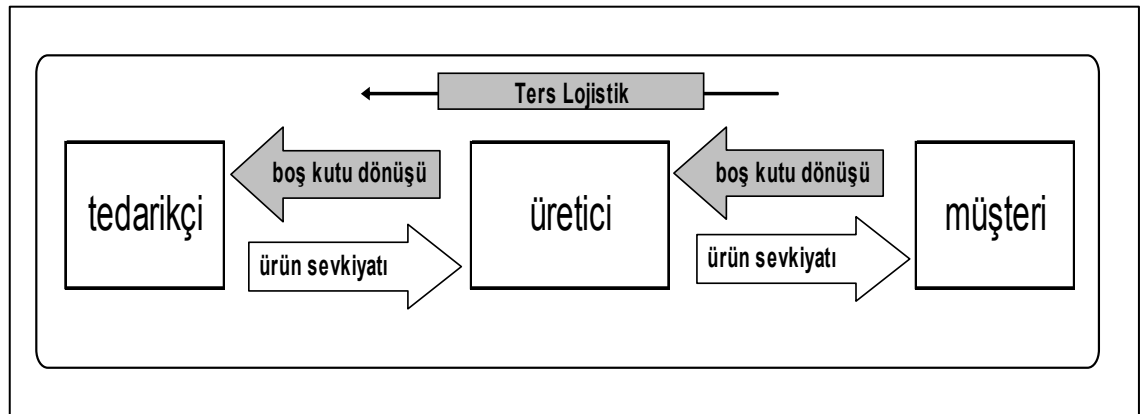 Ters Lojistik
boş kutu dönüşü
boş kutu dönüşü
tedarikçi
üretici
müşteri
ürün sevkiyatı
ürün sevkiyatı